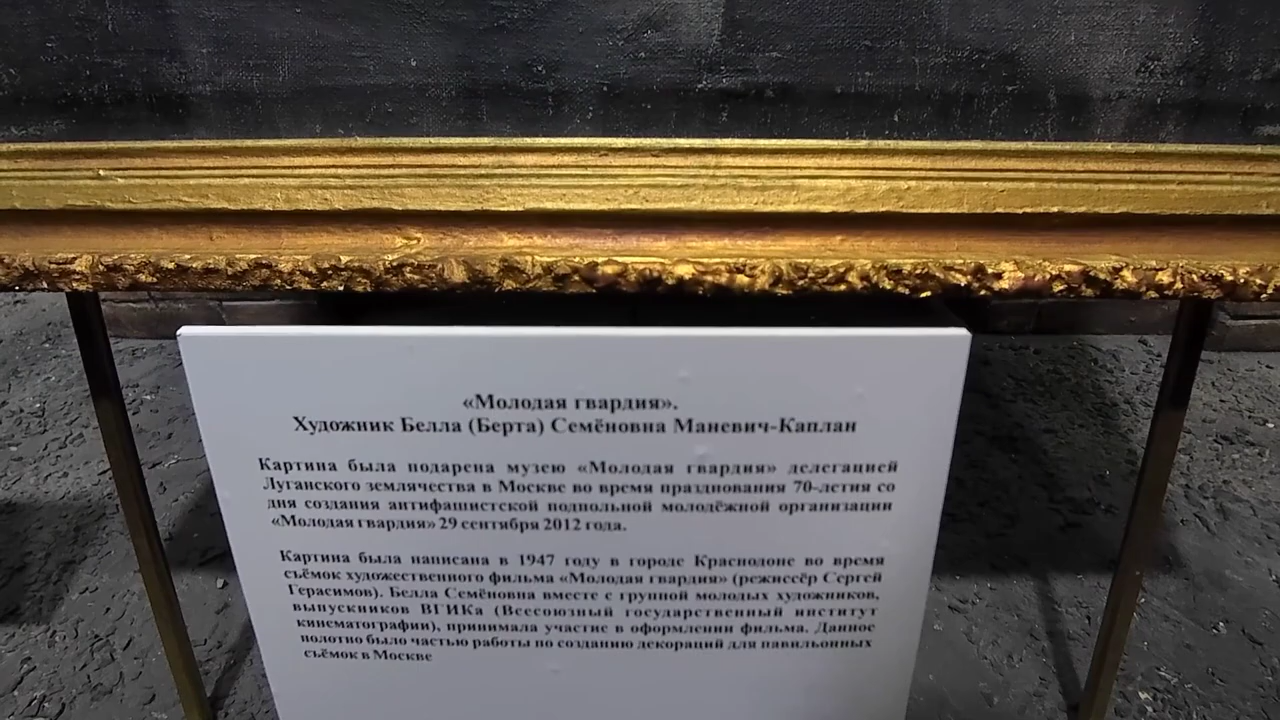 «Молодая гвардия».
Художник Белла (Берта) Семёновна Маневич-Каплан
Картина была подарена музею «Молодая гвардия» делегацией
Луганского землячества в Москве во время празднования 70-летия со
дня создания антифашистской подпольной молодёжной организации
«Молодая гвардия» 29 сентября 2012 года.
Картина была написана в 1947 году в городе Краснодоне во время
съёмок художественного фильма «Молодая гвардия» (режиссёр Сергей
Герасимов). Белла Семёновна вместе с группой молодых художников,
выпускников ВГИКа (Всесоюзный государственный институт
кинематографии), принимала участие в оформлении фильма. Данное
полотно было частью работы по созданию декораций для павильонных
съёмок в Москве